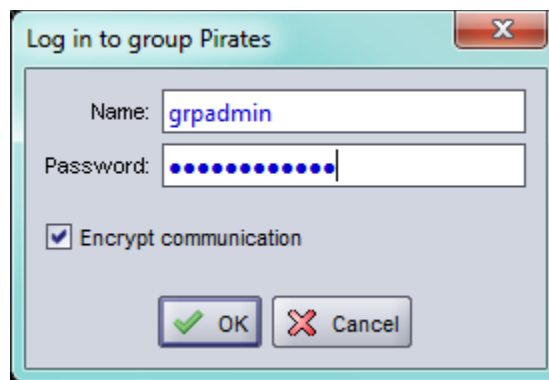 Log in to group Pirates
Name: grpadmin
Password: ●●●●●●●●●●●●
Encrypt communication
OK Cancel